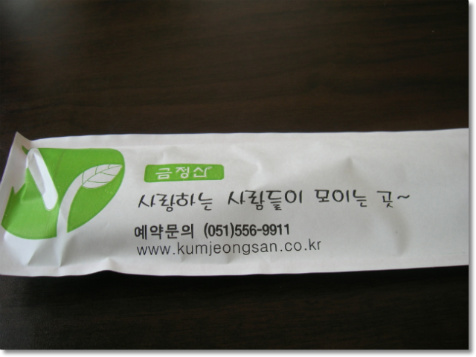 금정산
사랑하는 사람들이 모이는 곳~
예약문의 (051)556-9911
www.kumjeongsan.co.kr